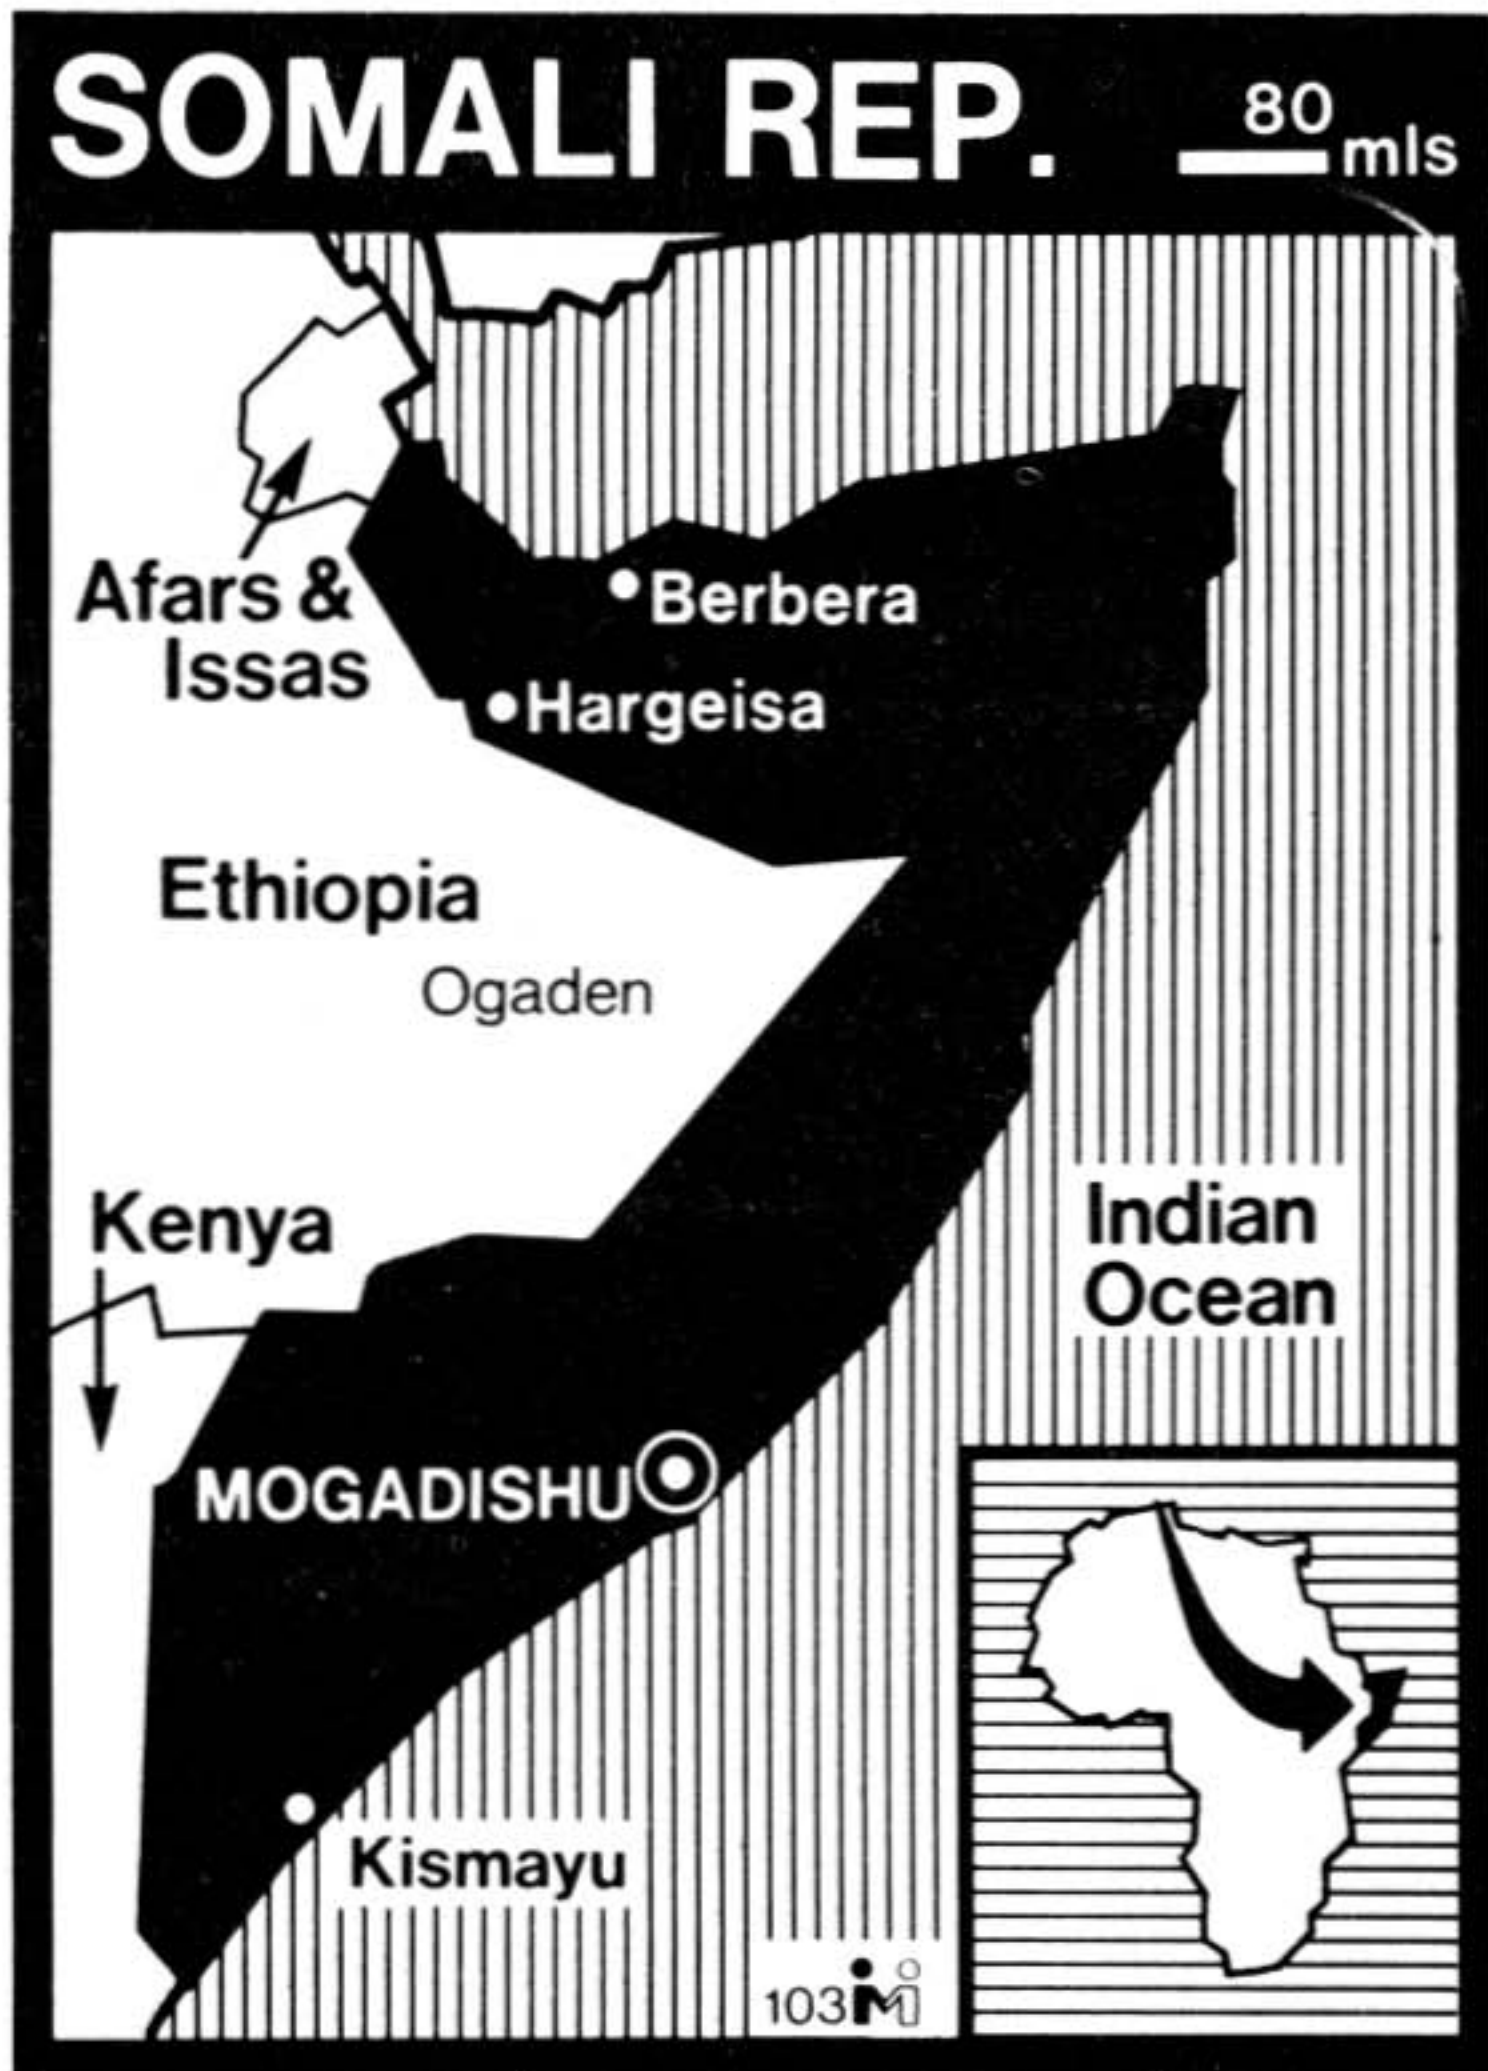 SOMALI REP.
80
mls
Afars &
Issas
Berbera
Hargeisa
Ethiopia
Ogaden
Kenya
Indian
Ocean
MOGADISHU
Kismayu
103